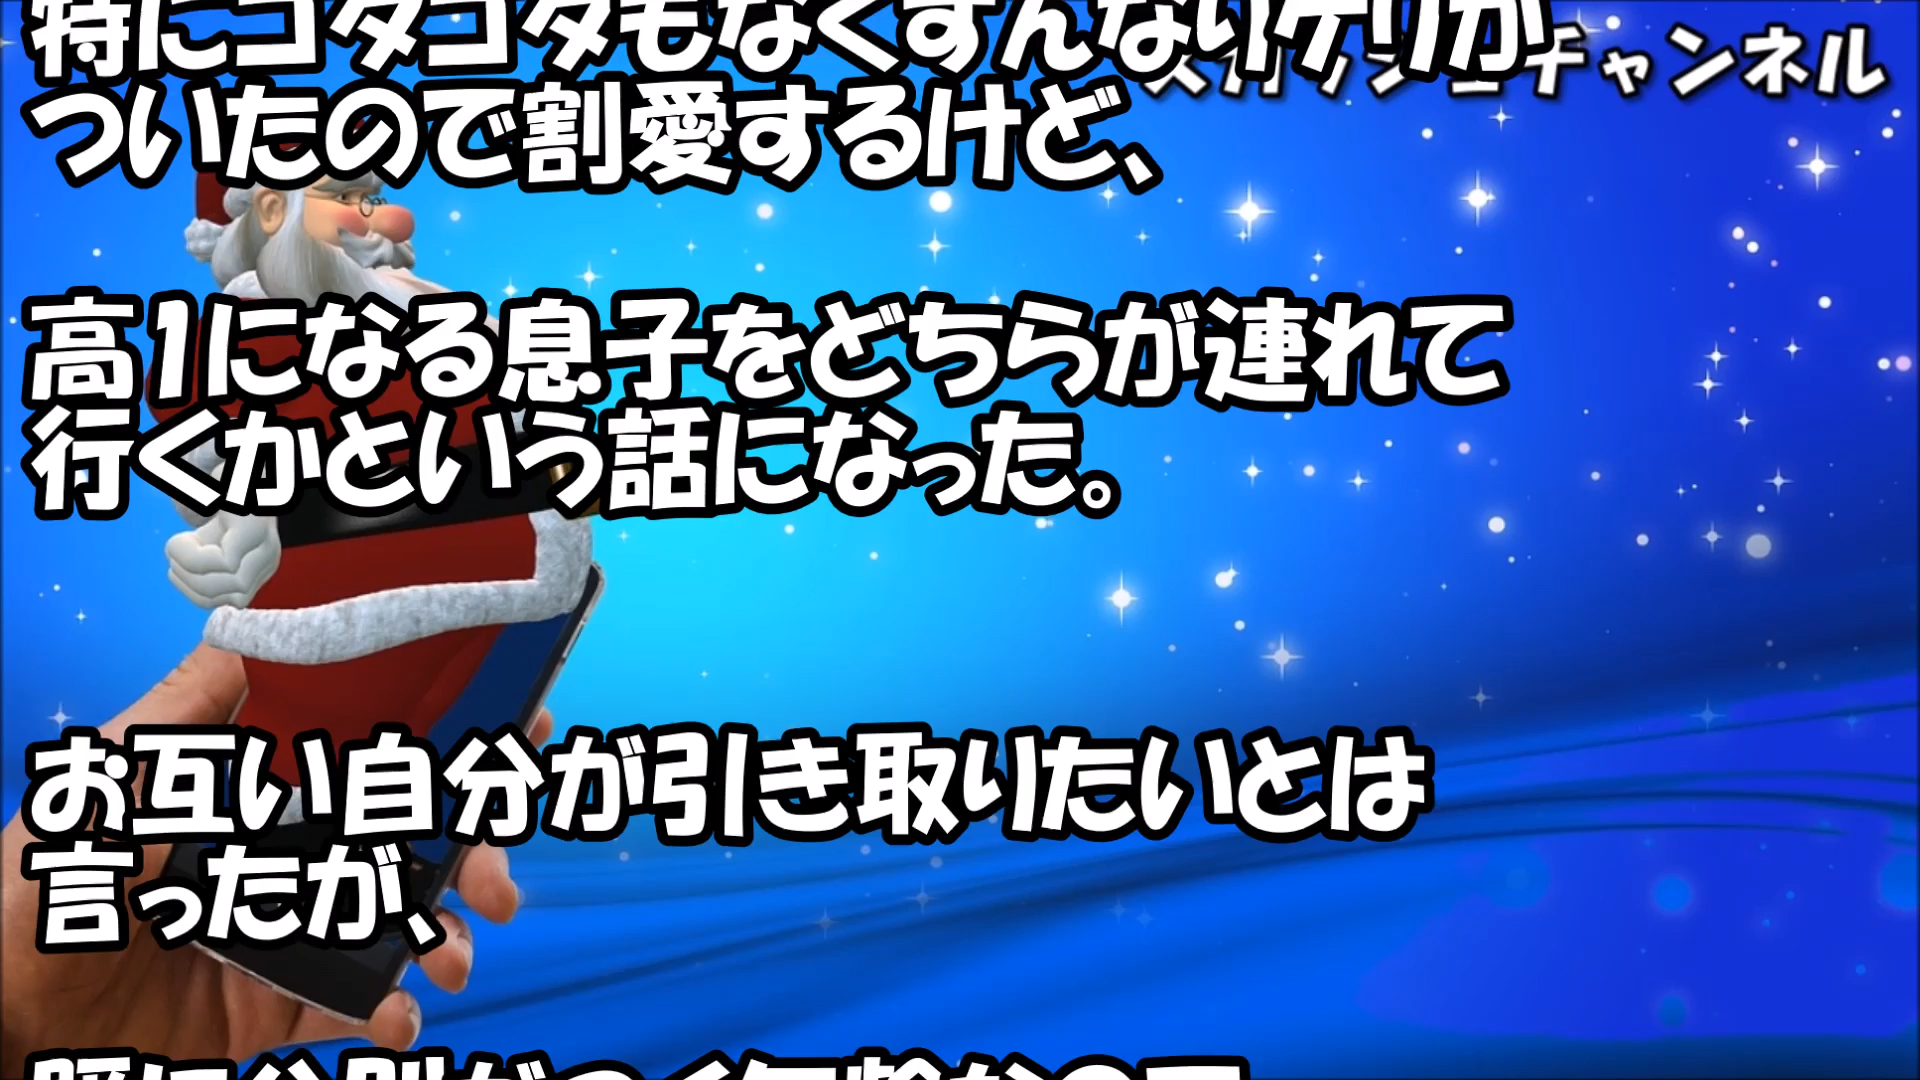 特にゴタゴタもなくすんなりケリが
チャンネル
ついたので割愛するけど、
高1になる息子をどちらが連れて
行くかという話になった。
お互い自分が引き取りたいとは
言ったが、